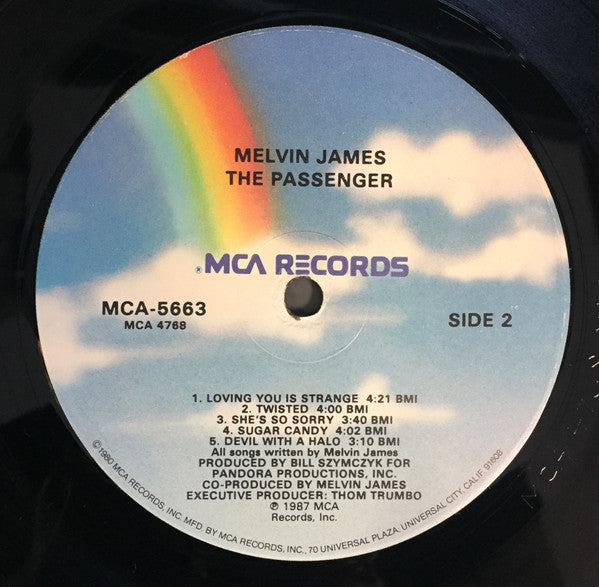 MELVIN JAMES
THE PASSENGER
® MCA RECORDS
MCA-5663
MCA 4768
SIDE 2
1. LOVING YOU IS STRANGE 4:21 BMI
2. TWISTED 4:00 BMI
3. SHE'S SO SORRY 3:40 BMI
4. SUGAR CANDY 4:02 BMI
5. DEVIL WITH A HALO 3:10 BMI
All songs written by Melvin James
PRODUCED BY BILL SZYMCZYK FOR
PANDORA PRODUCTIONS, INC.
CO-PRODUCED BY MELVIN JAMES
EXECUTIVE PRODUCER: THOM TRUMBO
℗ 1987 MCA
Records, Inc.
©1980 MCA RECORDS, INC. MFD. BY MCA RECORDS, INC., 70 UNIVERSAL PLAZA, UNIVERSAL CITY, CALIF. 91608